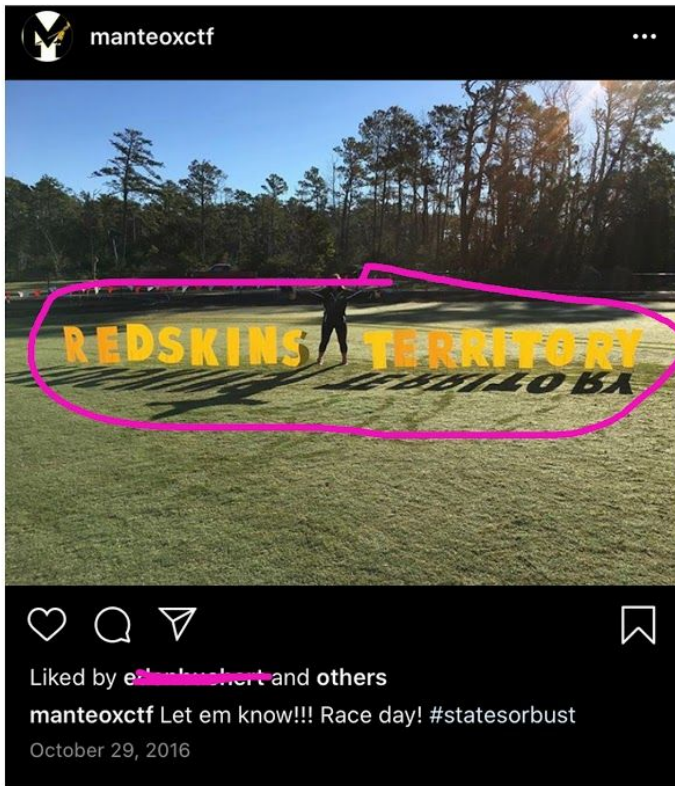 manteoxctf
REDSKINS TERRITORY
Liked by and others
manteoxctf Let em know!!! Race day! #statesorbust
October 29, 2016